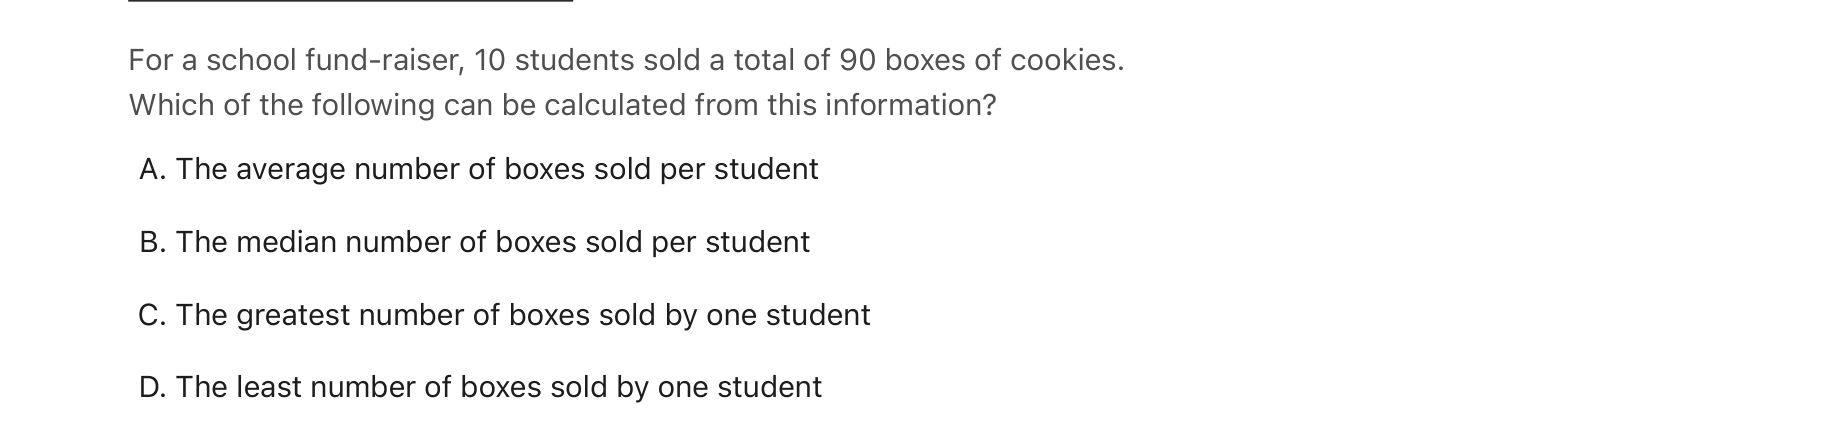 For a school fund-raiser, 10 students sold a total of 90 boxes of cookies.
Which of the following can be calculated from this information?
A. The average number of boxes sold per student
B. The median number of boxes sold per student
C. The greatest number of boxes sold by one student
D. The least number of boxes sold by one student